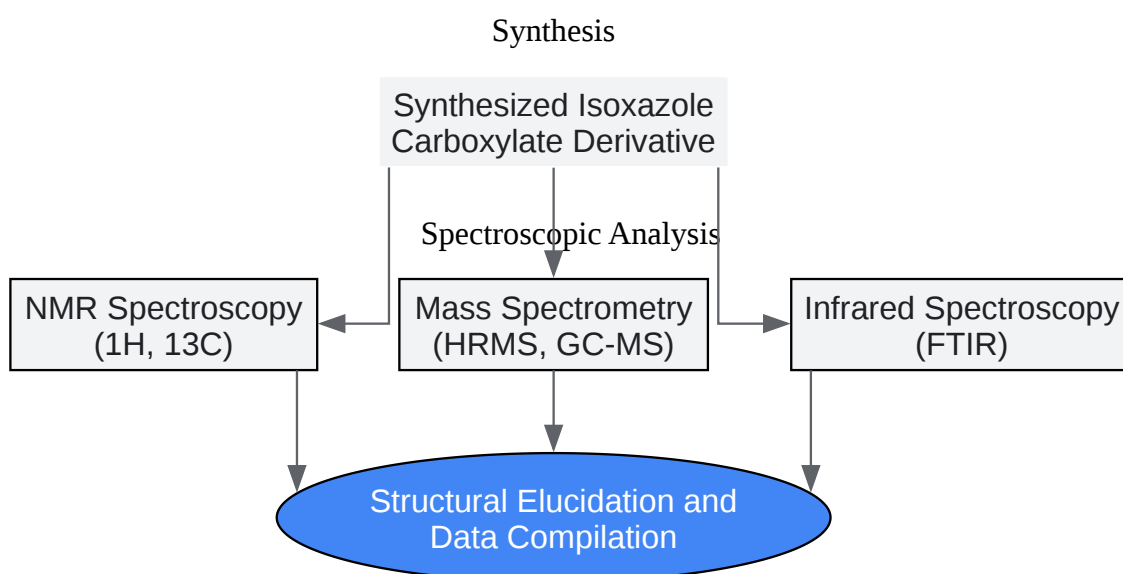 Synthesis
Synthesized Isoxazole
Carboxylate Derivative
Spectroscopic Analysis
NMR Spectroscopy
(1H, 13C)
Mass Spectrometry
(HRMS, GC-MS)
Infrared Spectroscopy
(FTIR)
Structural Elucidation and
Data Compilation